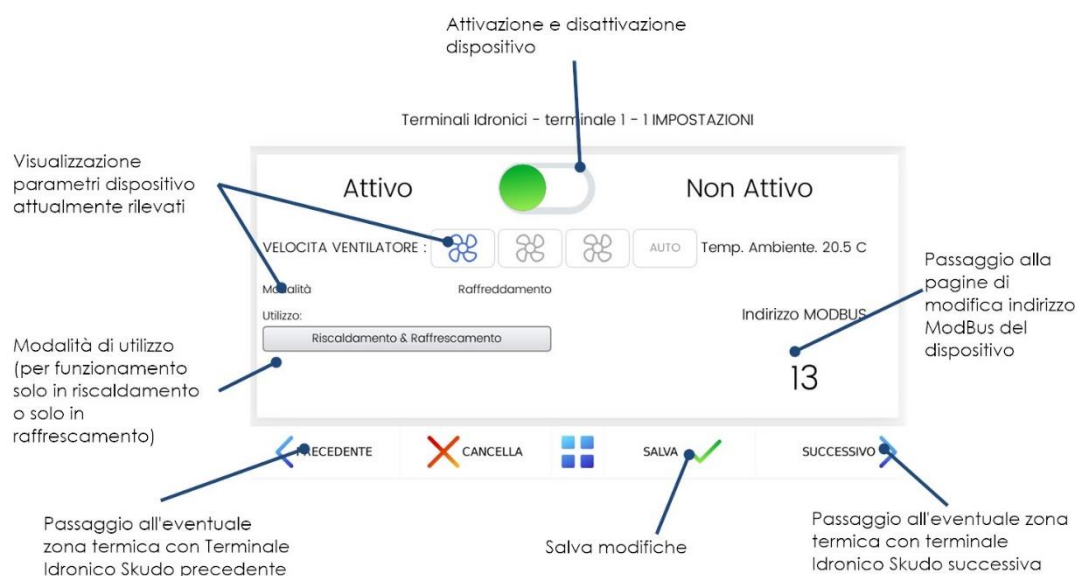 Attivazione e disattivazione
dispositivo
Terminali Idronici - terminale 1 - 1 IMPOSTAZIONI
Visualizzazione
parametri dispositivo
attualmente rilevati
Attivo
Non Attivo
VELOCITA VENTILATORE :
AUTO
Temp. Ambiente. 20.5 C
Modalità
Raffreddamento
Utilizzo:
Riscaldamento & Raffrescamento
Indirizzo MODBUS
13
Passaggio alla
pagine di
modifica indirizzo
ModBus del
dispositivo
Modalità di utilizzo
(per funzionamento
solo in riscaldamento
o solo in
raffrescamento)
PRECEDENTE
CANCELLA
SALVA
SUCCESSIVO
Passaggio all'eventuale
zona termica con Terminale
Idronico Skudo precedente
Salva modifiche
Passaggio all'eventuale zona
termica con terminale
Idronico Skudo successiva